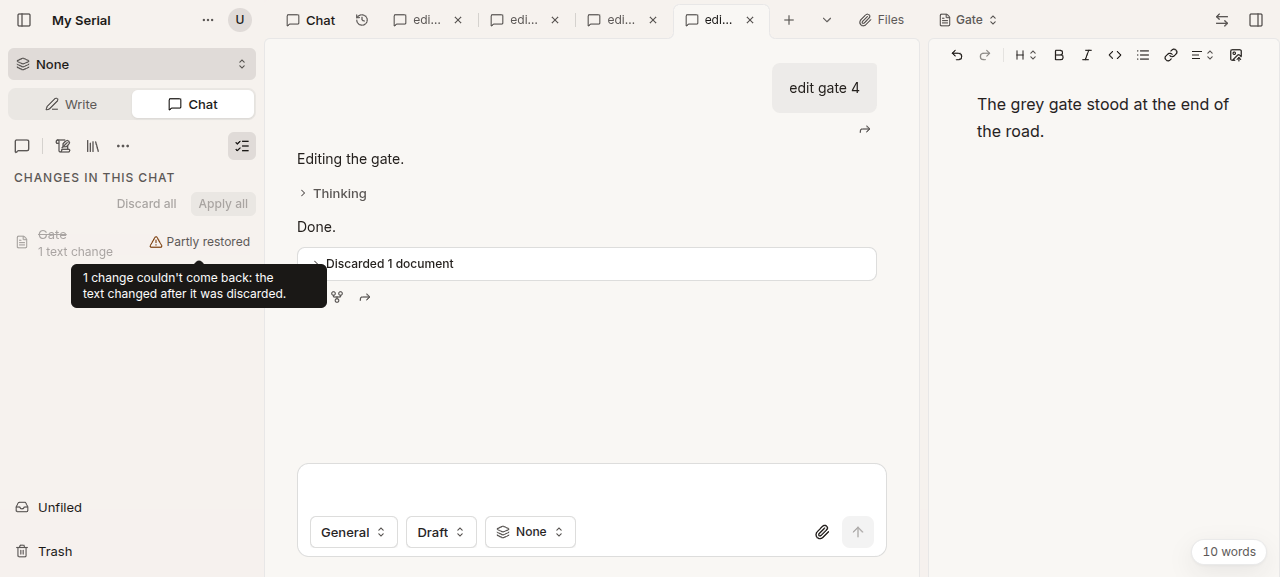 My Serial
U
Chat
edi...
edi...
edi...
edi...
Files
Gate
None
Write
Chat
H
B
I
edit gate 4
The grey gate stood at the end of
the road.
CHANGES IN THIS CHAT
Discard all
Apply all
Editing the gate.
Thinking
Gate
1 text change
Partly restored
Done.
Discarded 1 document
1 change couldn't come back: the
text changed after it was discarded.
General
Draft
None
Unfiled
Trash
10 words